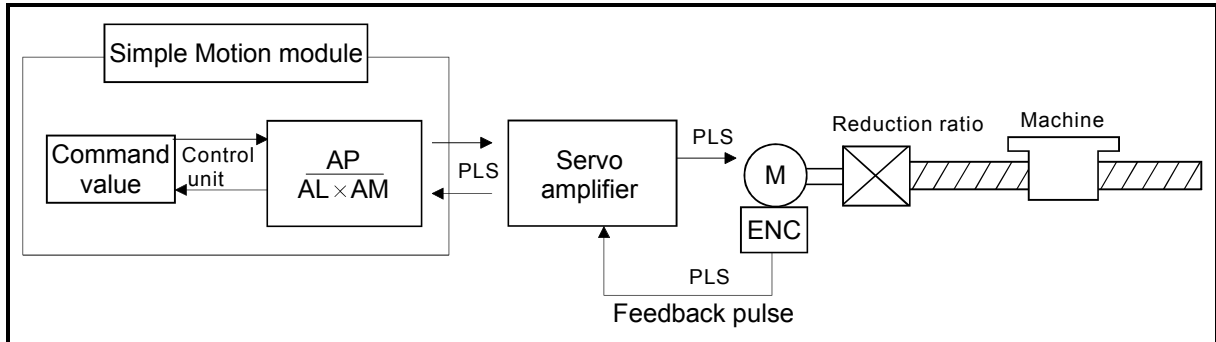 Simple Motion module
Command
value
Control
unit
AP
AL × AM
PLS
Servo
amplifier
PLS
M
ENC
Reduction ratio
Machine
PLS
Feedback pulse